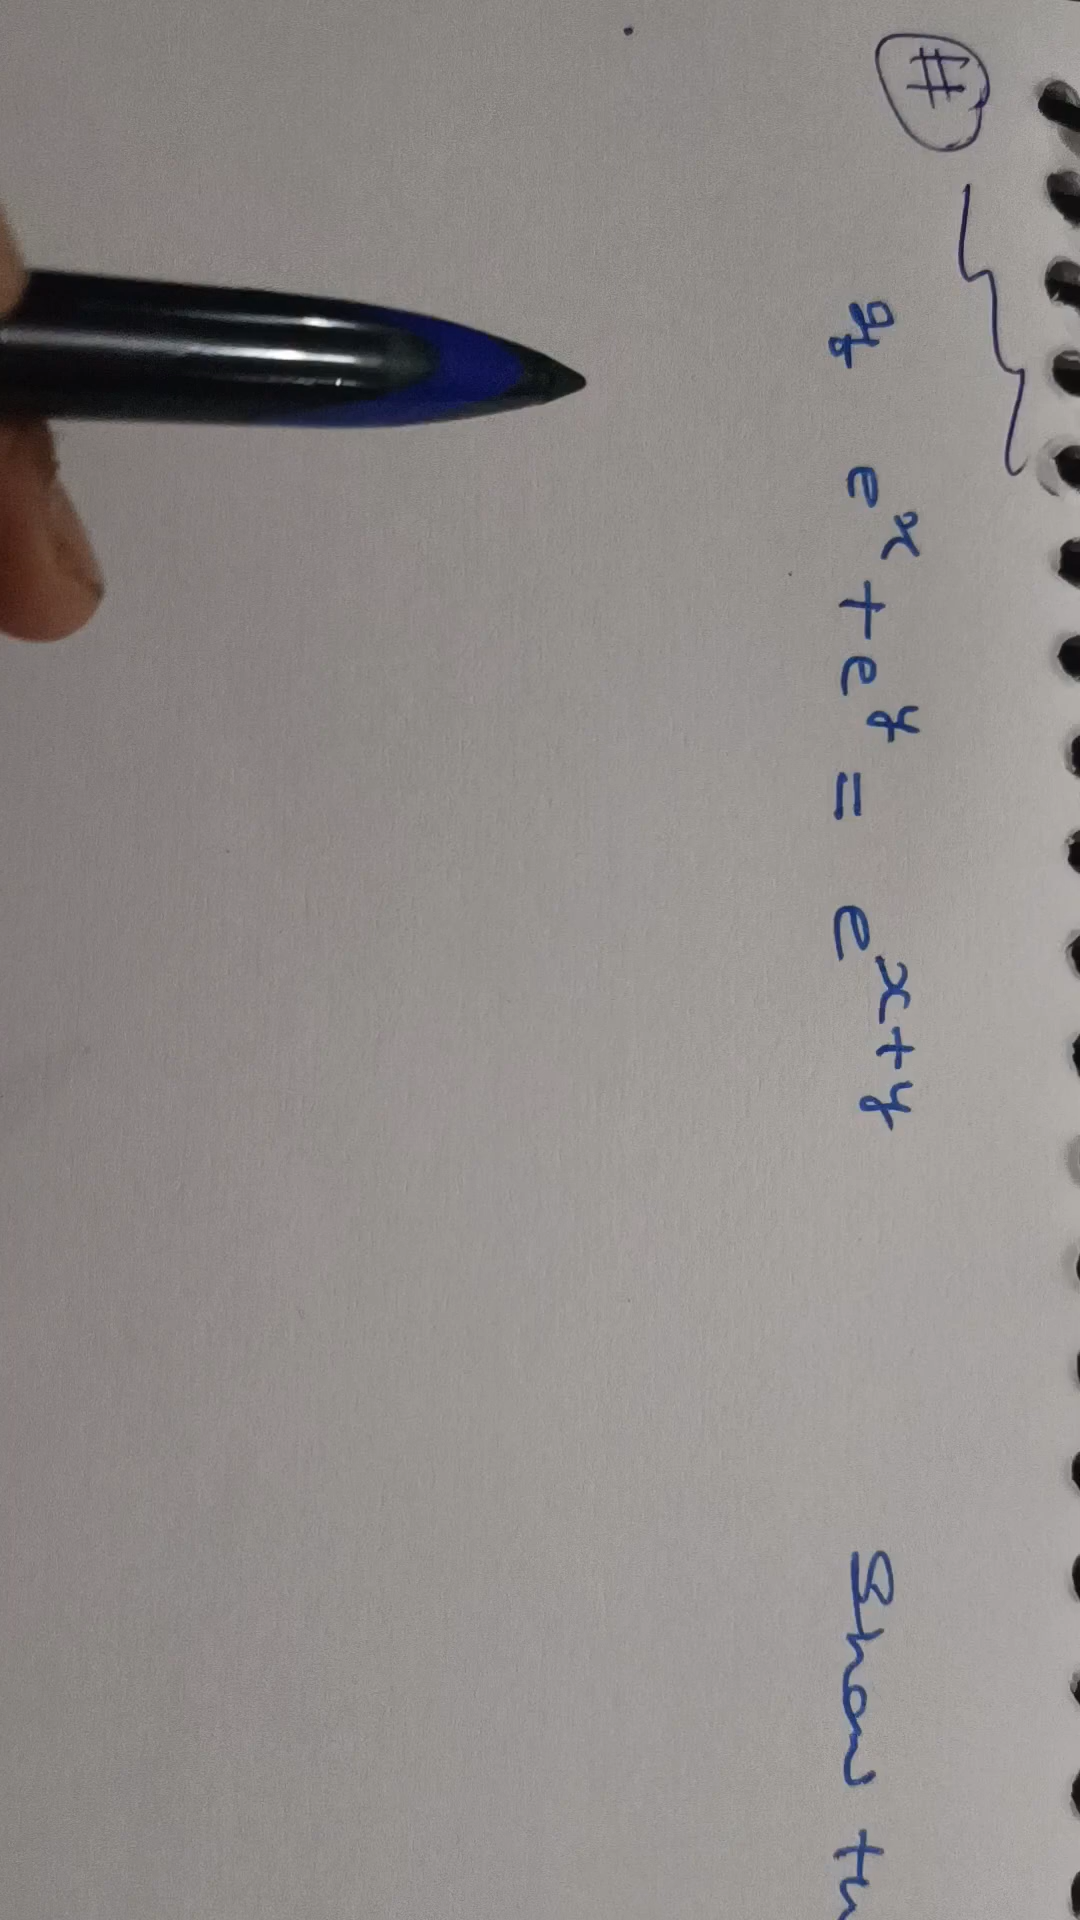 #
If e^x + e^y = e^{x+y} Show th